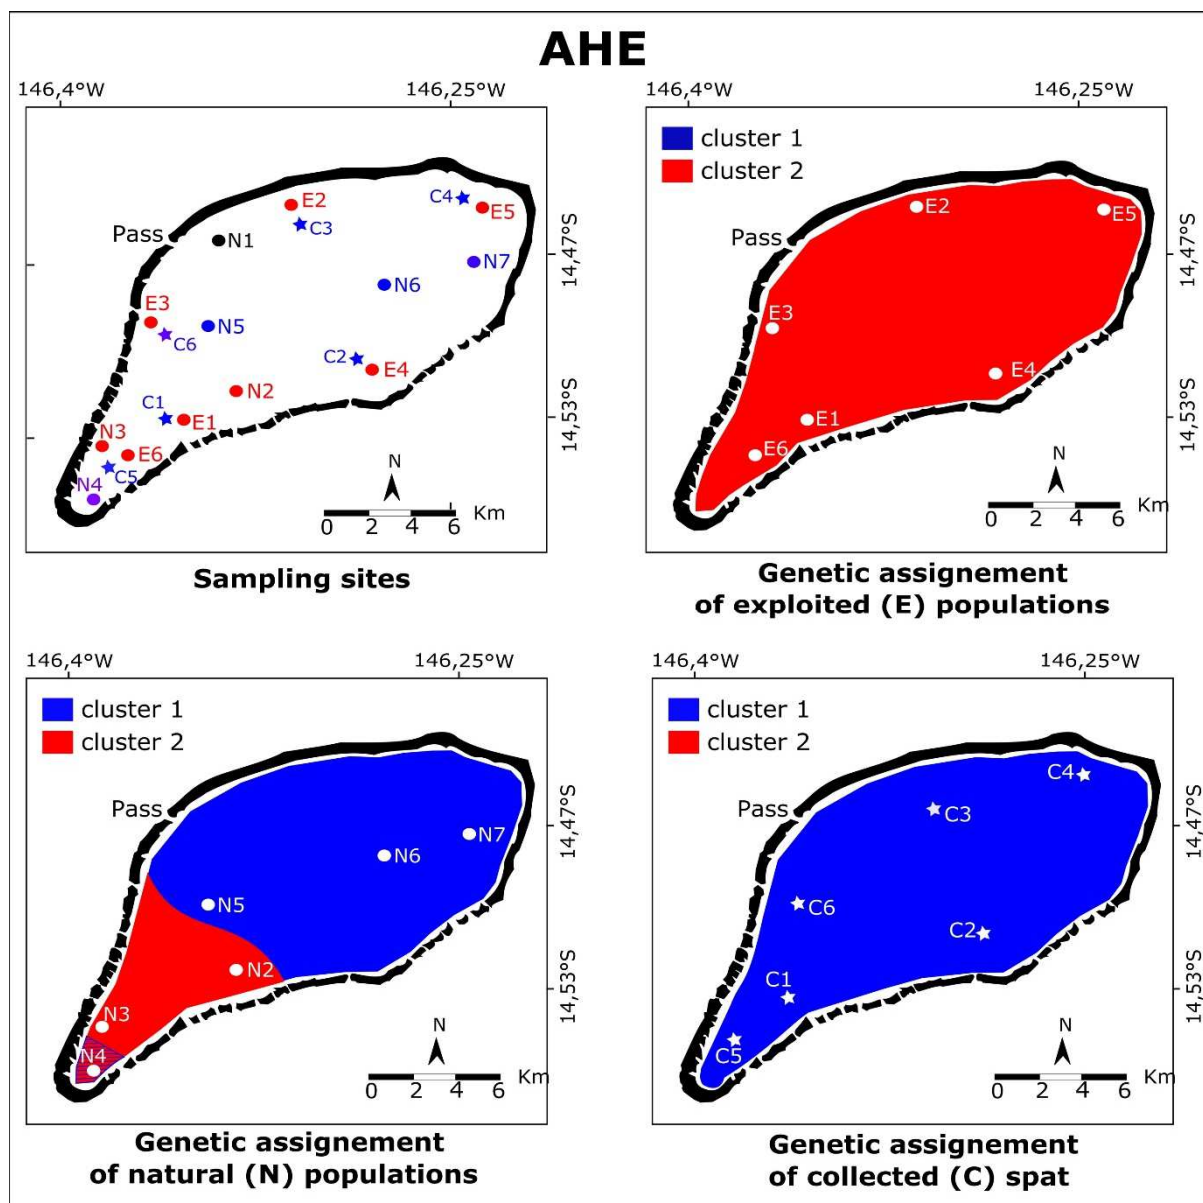 AHE
146,4°W
146,25°W
Pass
E2
C3
C4
E5
N1
N7
N6
E3
N5
C6
C2
E4
N2
C1
E1
N3
E6
C5
N4
14,47°S
14,53°S
N
0 2 4 6 Km
Sampling sites
146,4°W
146,25°W
cluster 1
cluster 2
Pass
E2
E5
E3
E4
E1
E6
14,47°S
14,53°S
N
0 2 4 6 Km
Genetic assignement
of exploited (E) populations
146,4°W
146,25°W
cluster 1
cluster 2
Pass
N7
N6
N5
N2
N3
N4
14,47°S
14,53°S
N
0 2 4 6 Km
Genetic assignement
of natural (N) populations
146,4°W
146,25°W
cluster 1
cluster 2
Pass
C4
C3
C6
C2
C1
C5
14,47°S
14,53°S
N
0 2 4 6 Km
Genetic assignement
of collected (C) spat